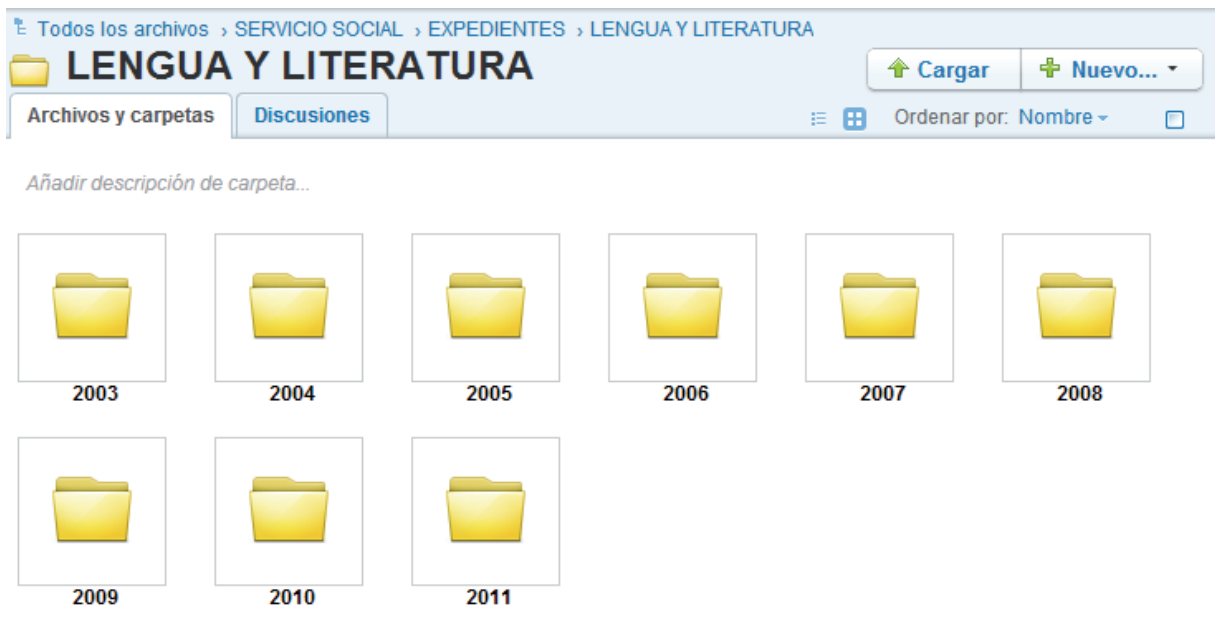 Todos los archivos › SERVICIO SOCIAL › EXPEDIENTES › LENGUA Y LITERATURA
LENGUA Y LITERATURA
Cargar
Nuevo...
Archivos y carpetas
Discusiones
Ordenar por: Nombre
Añadir descripción de carpeta...
2003 2004 2005 2006 2007 2008
2009 2010 2011